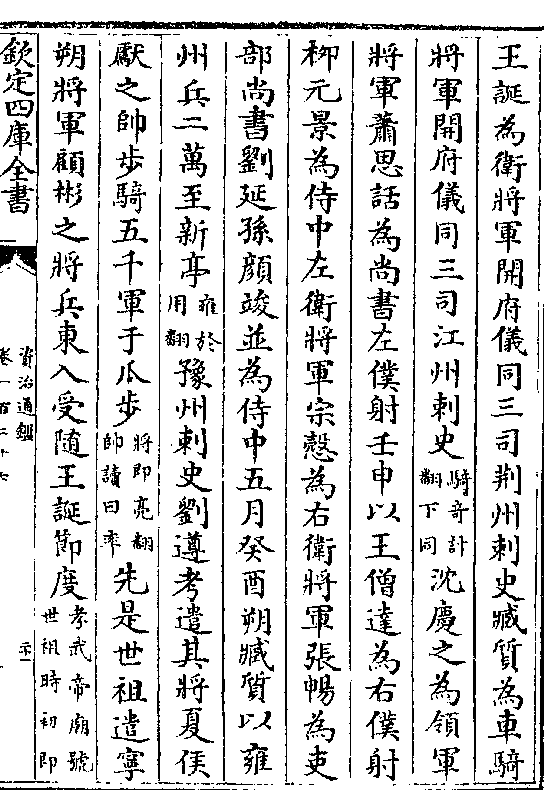 王誕為衛將軍開府儀同三司荆州刺史臧質為車騎
將軍開府儀同三司江州刺史騎奇計翻下同沈慶之為領軍
將軍蕭思話為尚書左僕射壬申以王僧達為右僕射
柳元景為侍中左衛將軍宗慤為右衛將軍張暢為吏
部尚書劉延孫顔竣並為侍中五月癸酉朔臧質以雍
州兵二萬至新亭雍於用翻豫州刺史劉遵考遣其將夏侯
獻之帥步騎五千軍于瓜步將即亮翻帥讀曰率先是世祖遣寧
朔將軍顧彬之將兵東入受随王誕節度孝武帝廟號世祖時初即
欽定四庫全書
資治通鑑
卷一百二十七